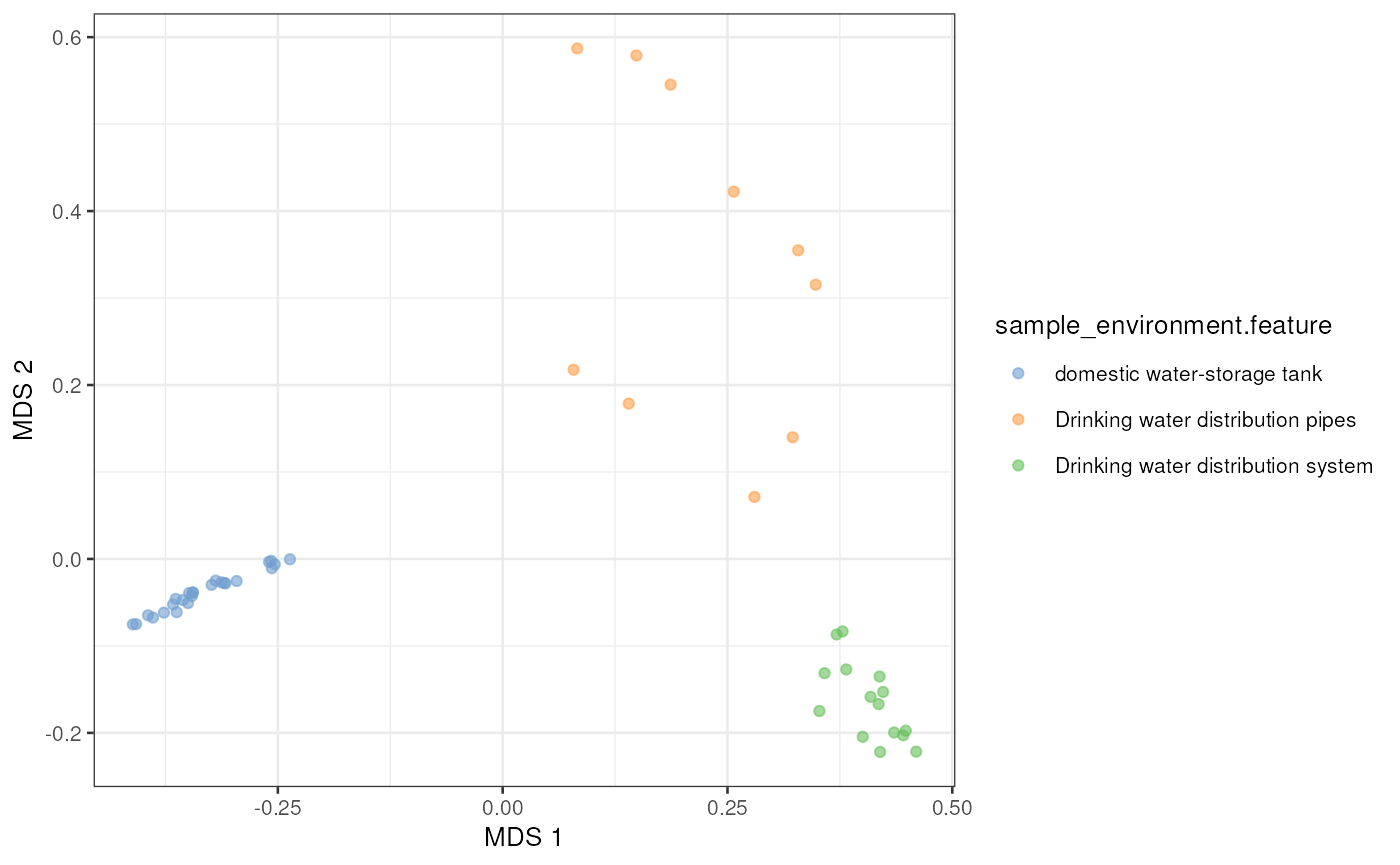 0.6
0.4
0.2
0.0
-0.2
MDS 2
-0.25
0.00
0.25
0.50
MDS 1
sample_environment.feature
domestic water-storage tank
Drinking water distribution pipes
Drinking water distribution system